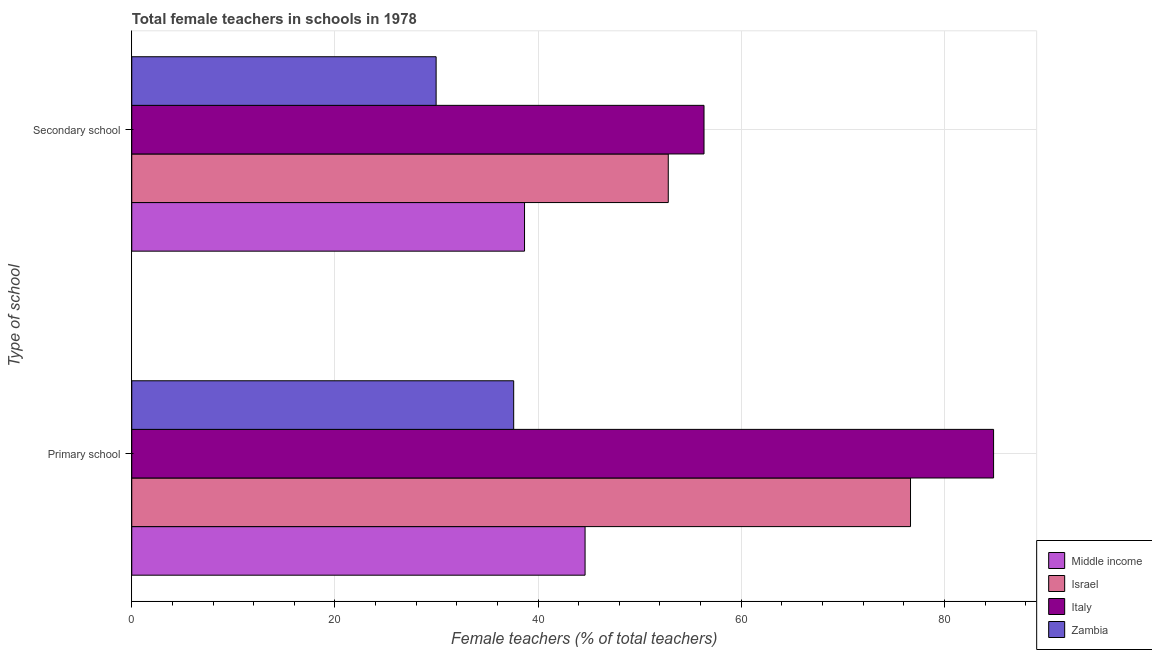 Total female teachers in schools in 1978
Secondary school
Primary school
Type of school
0
20
40
60
80
Female teachers (% of total teachers)
Middle income
Israel
Italy
Zambia